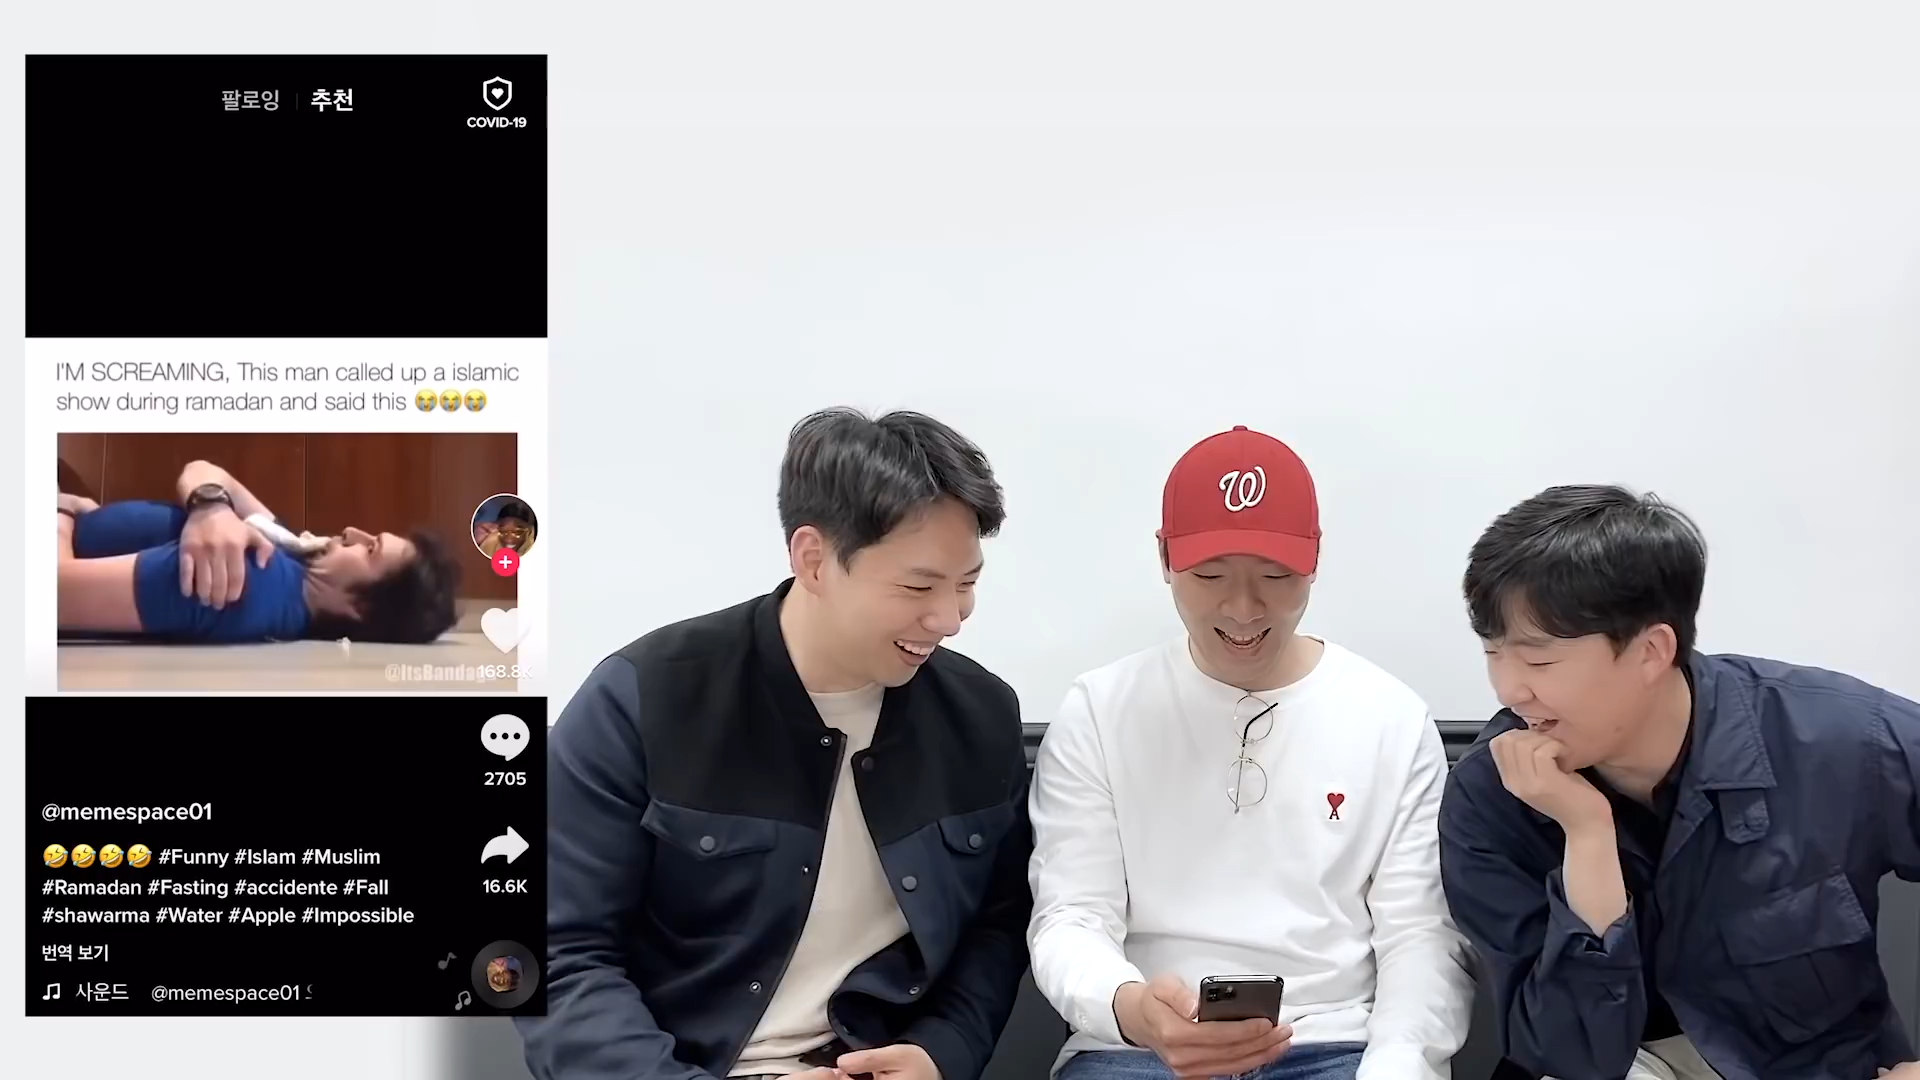 팔로잉 추천
COVID-19
I'M SCREAMING, This man called up a islamic
show during ramadan and said this 😭😭😭
W
@ItsBanda
168.8K
2705
@memespace01
🤣🤣🤣🤣 #Funny #Islam #Muslim
16.6K
#Ramadan #Fasting #accidente #Fall
#shawarma #Water #Apple #Impossible
번역 보기
사운드 @memespace01
A